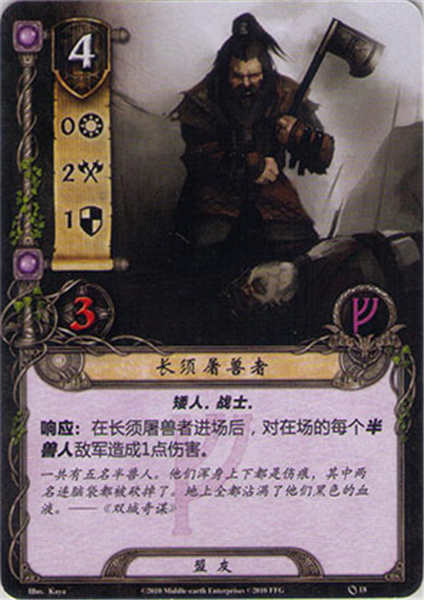 4
0
2
1
3
长须屠兽者
矮人. 战士.
响应：在长须屠兽者进场后，对在场的每个半
兽人敌军造成1点伤害。
一共有五名半兽人。他们浑身上下都是伤痕，其中两
名连脑袋都被砍掉了。地上全都沾满了他们黑色的血
液。——《双城奇谋》
盟友
Illus. Kaya
©2010 Middle-earth Enterprises ©2010 FFG
18